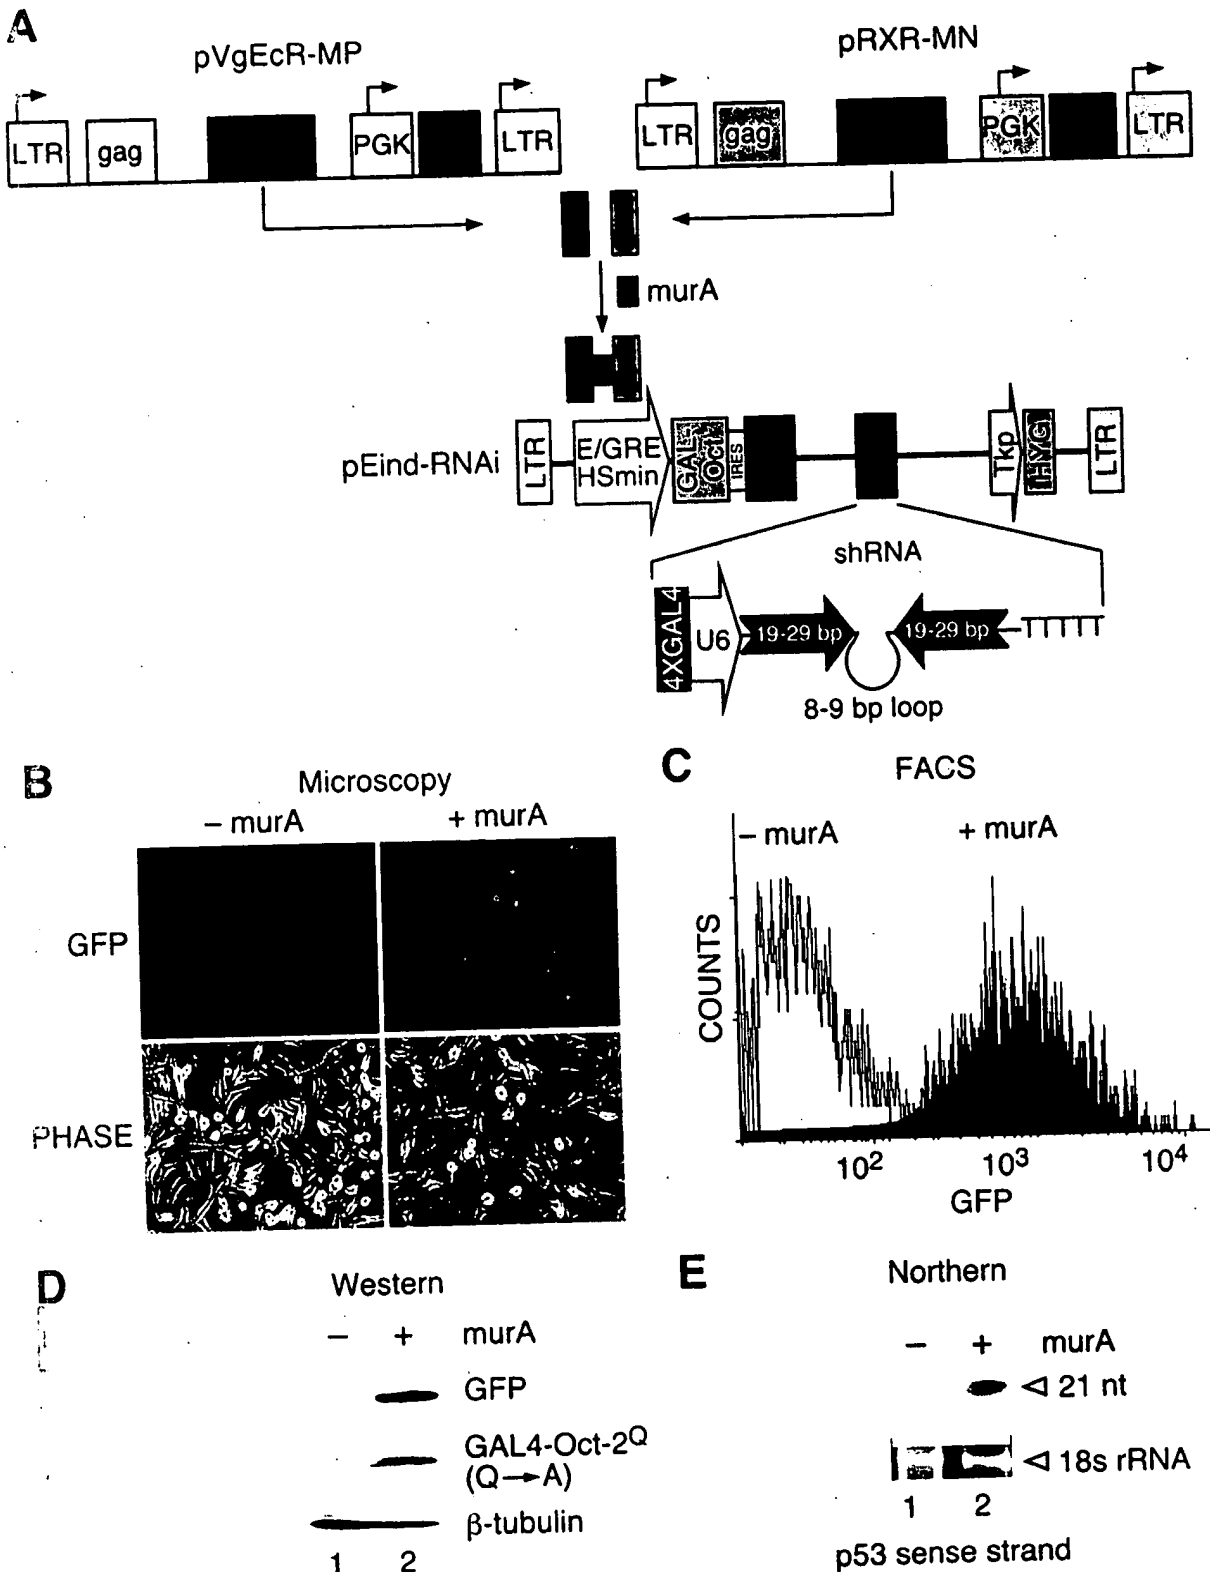 A
pVgEcR-MP
pRXR-MN
LTR
gag
PGK
LTR
LTR
gag
PGK
LTR
murA
pEind-RNAi
LTR
E/GRE
HSmin
GAL-
Oct
IRES
Tkp
HYG
LTR
shRNA
4XGAL4
U6
19-29 bp
19-29 bp
TTTTT
8-9 bp loop
B
Microscopy
– murA
+ murA
GFP
PHASE
C
FACS
– murA
+ murA
COUNTS
10²
10³
10⁴
GFP
D
Western
– + murA
GFP
GAL4-Oct-2Q
(Q→A)
β-tubulin
1 2
E
Northern
– + murA
21 nt
18s rRNA
1 2
p53 sense strand